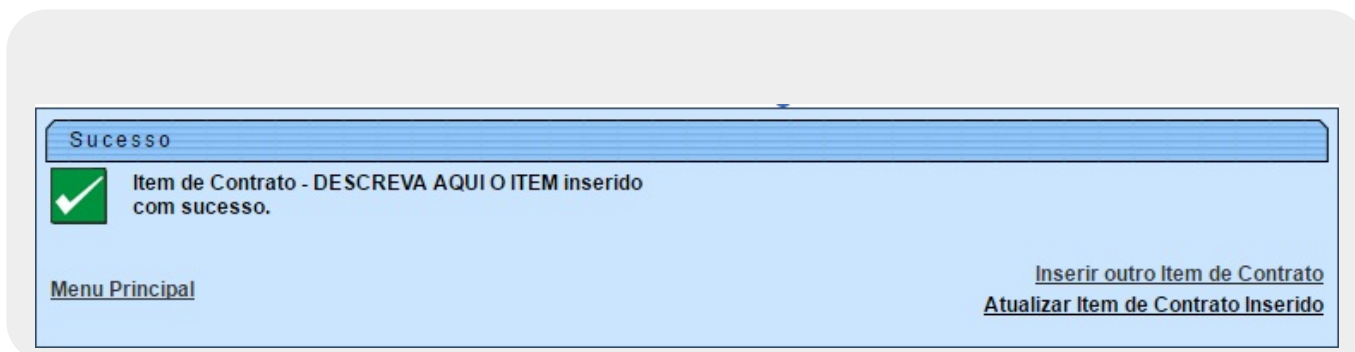 Sucesso
Item de Contrato - DESCREVA AQUI O ITEM inserido
com sucesso.
Menu Principal
Inserir outro Item de Contrato
Atualizar Item de Contrato Inserido